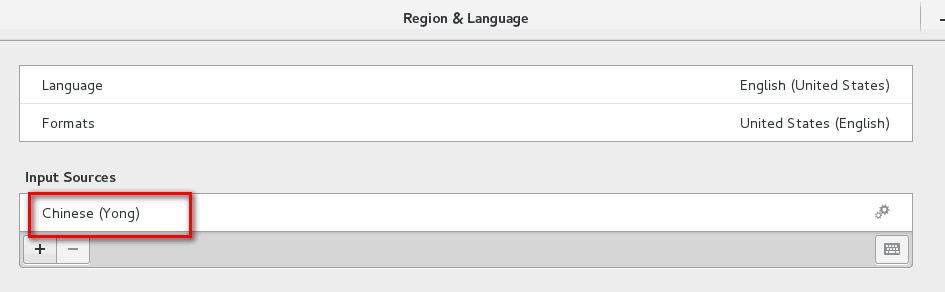 Region & Language
Language English (United States)
Formats United States (English)
Input Sources
Chinese (Yong)